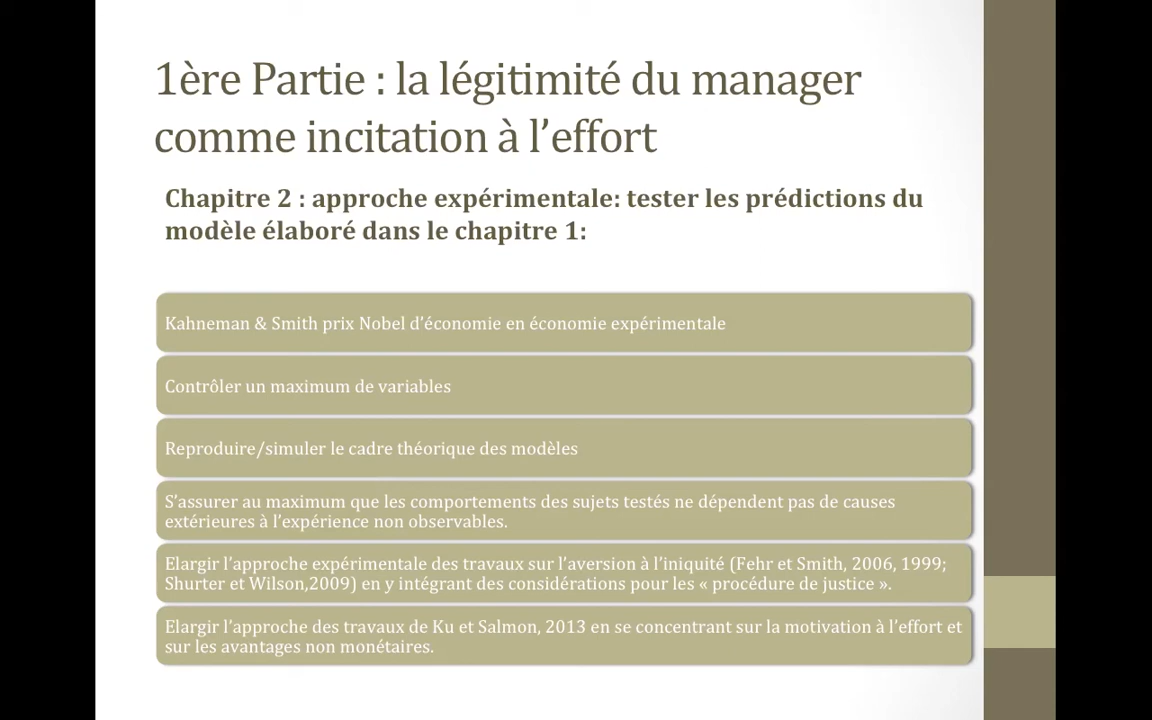 1ère Partie : la légitimité du manager
comme incitation à l’effort
Chapitre 2 : approche expérimentale: tester les prédictions du
modèle élaboré dans le chapitre 1:
Kahneman & Smith prix Nobel d’économie en économie expérimentale
Contrôler un maximum de variables
Reproduire/simuler le cadre théorique des modèles
S’assurer au maximum que les comportements des sujets testés ne dépendent pas de causes
extérieures à l’expérience non observables.
Elargir l’approche expérimentale des travaux sur l’aversion à l’iniquité (Fehr et Smith, 2006, 1999;
Shurter et Wilson,2009) en y intégrant des considérations pour les « procédure de justice ».
Elargir l’approche des travaux de Ku et Salmon, 2013 en se concentrant sur la motivation à l’effort et
sur les avantages non monétaires.